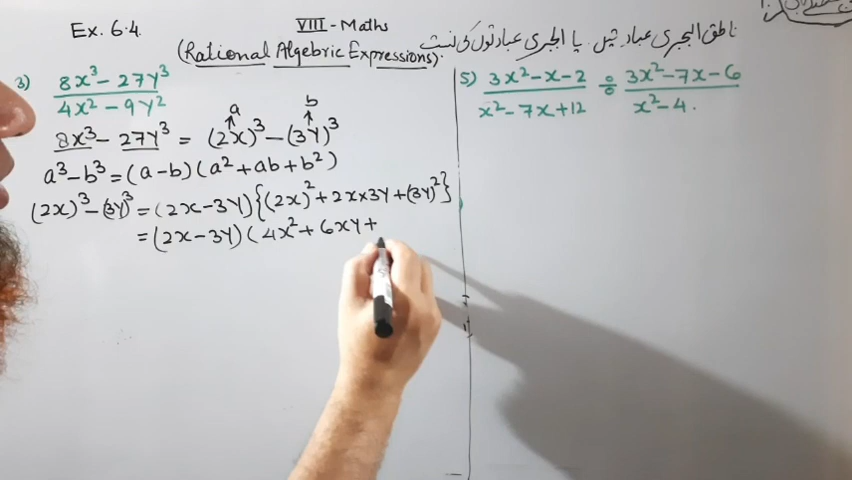 Ex. 6.4.
VIII - Maths
(Rational Algebric Expressions).
ناطق الجبری عبارتیں یا الجبری عبارتوں کی نسبت
3) 8x³ - 27y³ / 4x² - 9y²
a b
8x³ - 27y³ = (2x)³ - (3y)³
a³ - b³ = (a - b) (a² + ab + b²)
(2x)³ - (3y)³ = (2x - 3y) {(2x)² + 2x × 3y + (3y)²}
= (2x - 3y) (4x² + 6xy +
5) 3x² - x - 2 / x² - 7x + 12 ÷ 3x² - 7x - 6 / x² - 4.